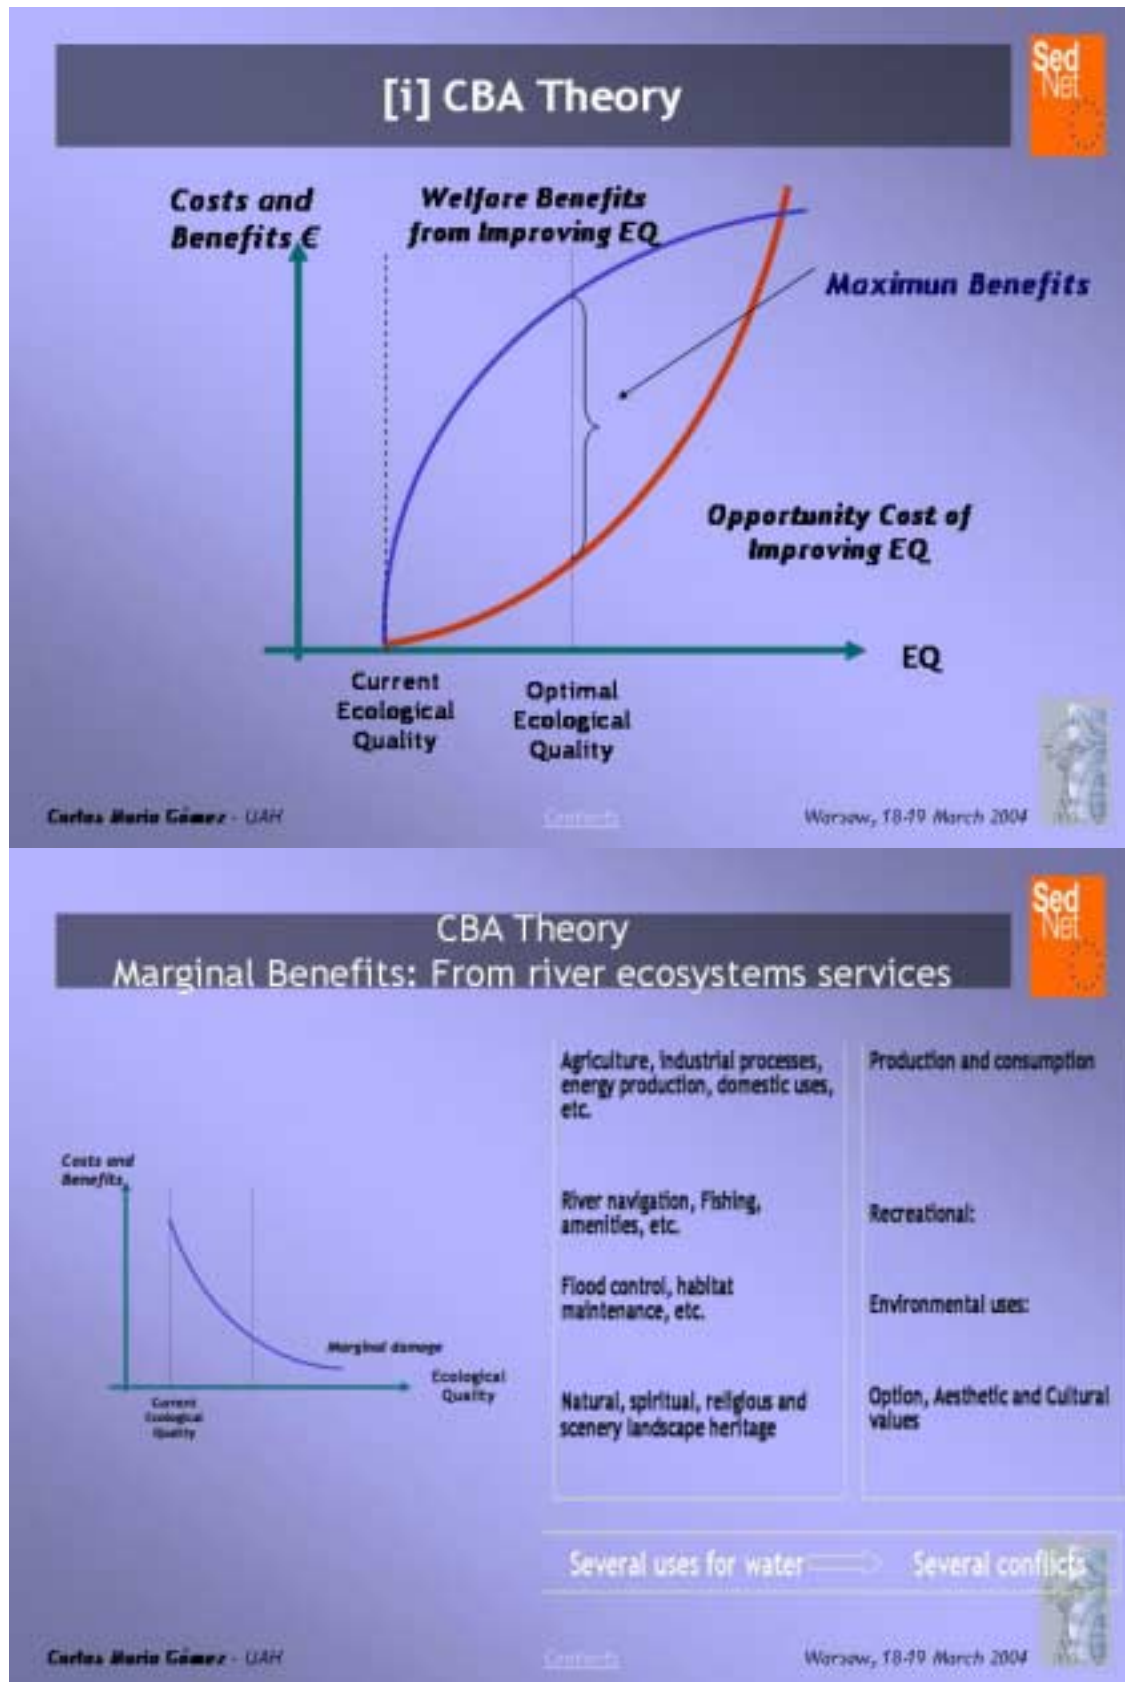 [i] CBA Theory
Sed
Net
Costs and
Benefits €
Welfare Benefits
from Improving EQ
Maximun Benefits
Opportunity Cost of
Improving EQ
EQ
Current
Ecological
Quality
Optimal
Ecological
Quality
Carlos Mario Gómez - UAH
Contents
Warsaw, 18-19 March 2004
CBA Theory
Marginal Benefits: From river ecosystems services
Sed
Net
Agriculture, industrial processes,
energy production, domestic uses,
etc.
Production and consumption
River navigation, Fishing,
amenities, etc.
Recreational:
Flood control, habitat
maintenance, etc.
Environmental uses:
Natural, spiritual, religious and
scenery landscape heritage
Option, Aesthetic and Cultural
values
Costs and
Benefits
Marginal damage
Ecological
Quality
Current
Ecological
Quality
Several uses for water
Several conflicts
Carlos Mario Gómez - UAH
Contents
Warsaw, 18-19 March 2004